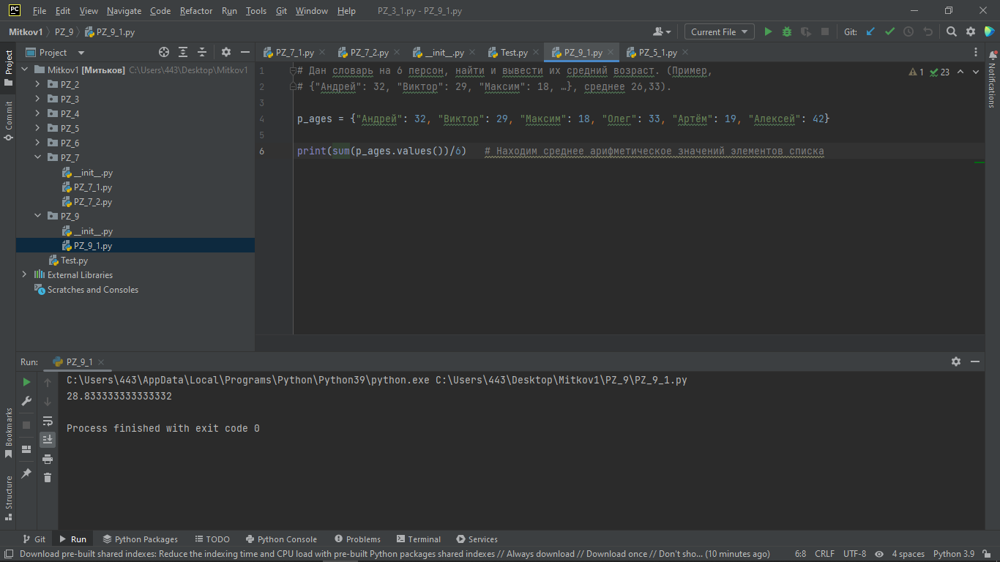 File Edit View Navigate Code Refactor Run Tools Git Window Help PZ_3_1.py - PZ_9_1.py
Mitkov1 PZ_9 PZ_9_1.py Current File Git:
Project
PZ_7_1.py PZ_7_2.py __init__.py Test.py PZ_9_1.py PZ_5_1.py
Mitkov1 [Митьков] C:\Users\443\Desktop\Mitkov1
PZ_2
PZ_3
PZ_4
PZ_5
PZ_6
PZ_7
__init__.py
PZ_7_1.py
PZ_7_2.py
PZ_9
__init__.py
PZ_9_1.py
Test.py
External Libraries
Scratches and Consoles
1 # Дан словарь на 6 персон, найти и вывести их средний возраст. (Пример,
2 # {"Андрей": 32, "Виктор": 29, "Максим": 18, …}, среднее 26,33).
3
4 p_ages = {"Андрей": 32, "Виктор": 29, "Максим": 18, "Олег": 33, "Артём": 19, "Алексей": 42}
5
6 print(sum(p_ages.values())/6) # Находим среднее арифметическое значений элементов списка
1 23
Project
Commit
Bookmarks
Structure
Notifications
Run: PZ_9_1
C:\Users\443\AppData\Local\Programs\Python\Python39\python.exe C:\Users\443\Desktop\Mitkov1\PZ_9\PZ_9_1.py
28.833333333333332
Process finished with exit code 0
Git Run Python Packages TODO Python Console Problems Terminal Services
Download pre-built shared indexes: Reduce the indexing time and CPU load with pre-built Python packages shared indexes // Always download // Download once // Don't sho... (10 minutes ago) 6:8 CRLF UTF-8 4 spaces Python 3.9